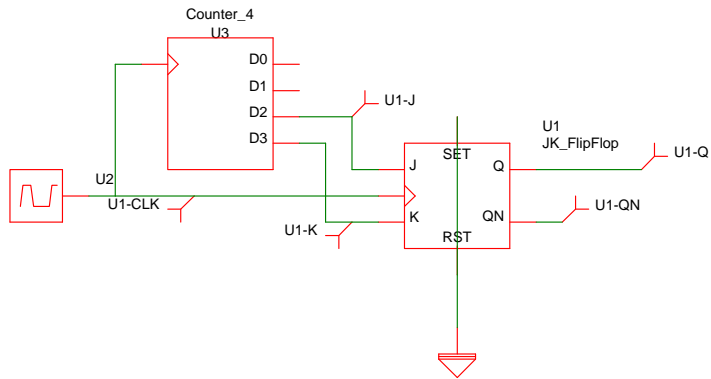 Counter_4
U3
D0
D1
D2
D3
U1-J
U1
JK_FlipFlop
J
SET
Q
U1-Q
U2
U1-CLK
K
QN
U1-QN
U1-K
RST